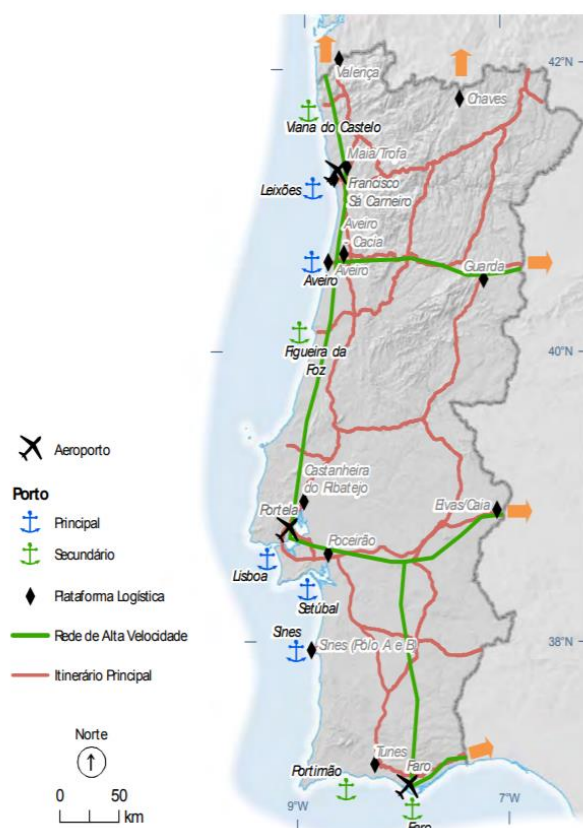 42°N
Valença
Chaves
Viana do Castelo
Maia/Trofa
Leixões
Francisco
Sá Carneiro
Aveiro
Cacia
Aveiro
Aveiro
Guarda
Figueira da
Foz
40°N
Aeroporto
Castanheira
do Ribatejo
Porto
Portela
Elvas/Caia
Principal
Secundário
Poceirão
Lisboa
Plataforma Logística
Setúbal
Rede de Alta Velocidade
Sines
Sines (Pólo A e B)
38°N
Itinerário Principal
Norte
Tunes
Faro
Portimão
0 50
km
9°W
7°W
Faro